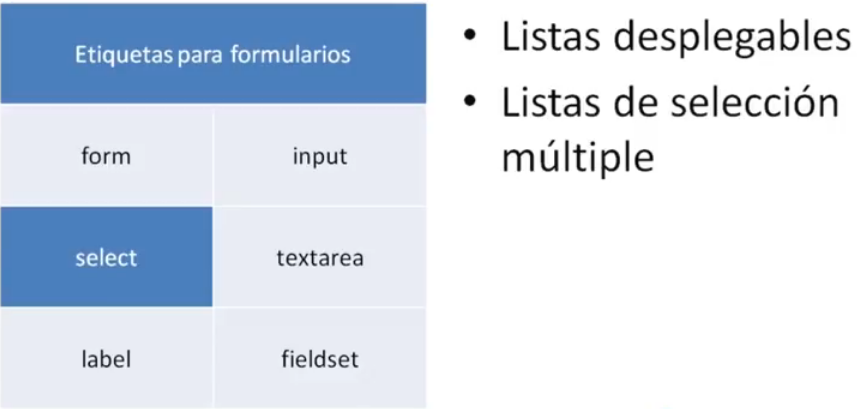 Etiquetas para formularios
form input
select textarea
label fieldset
• Listas desplegables
• Listas de selección
múltiple